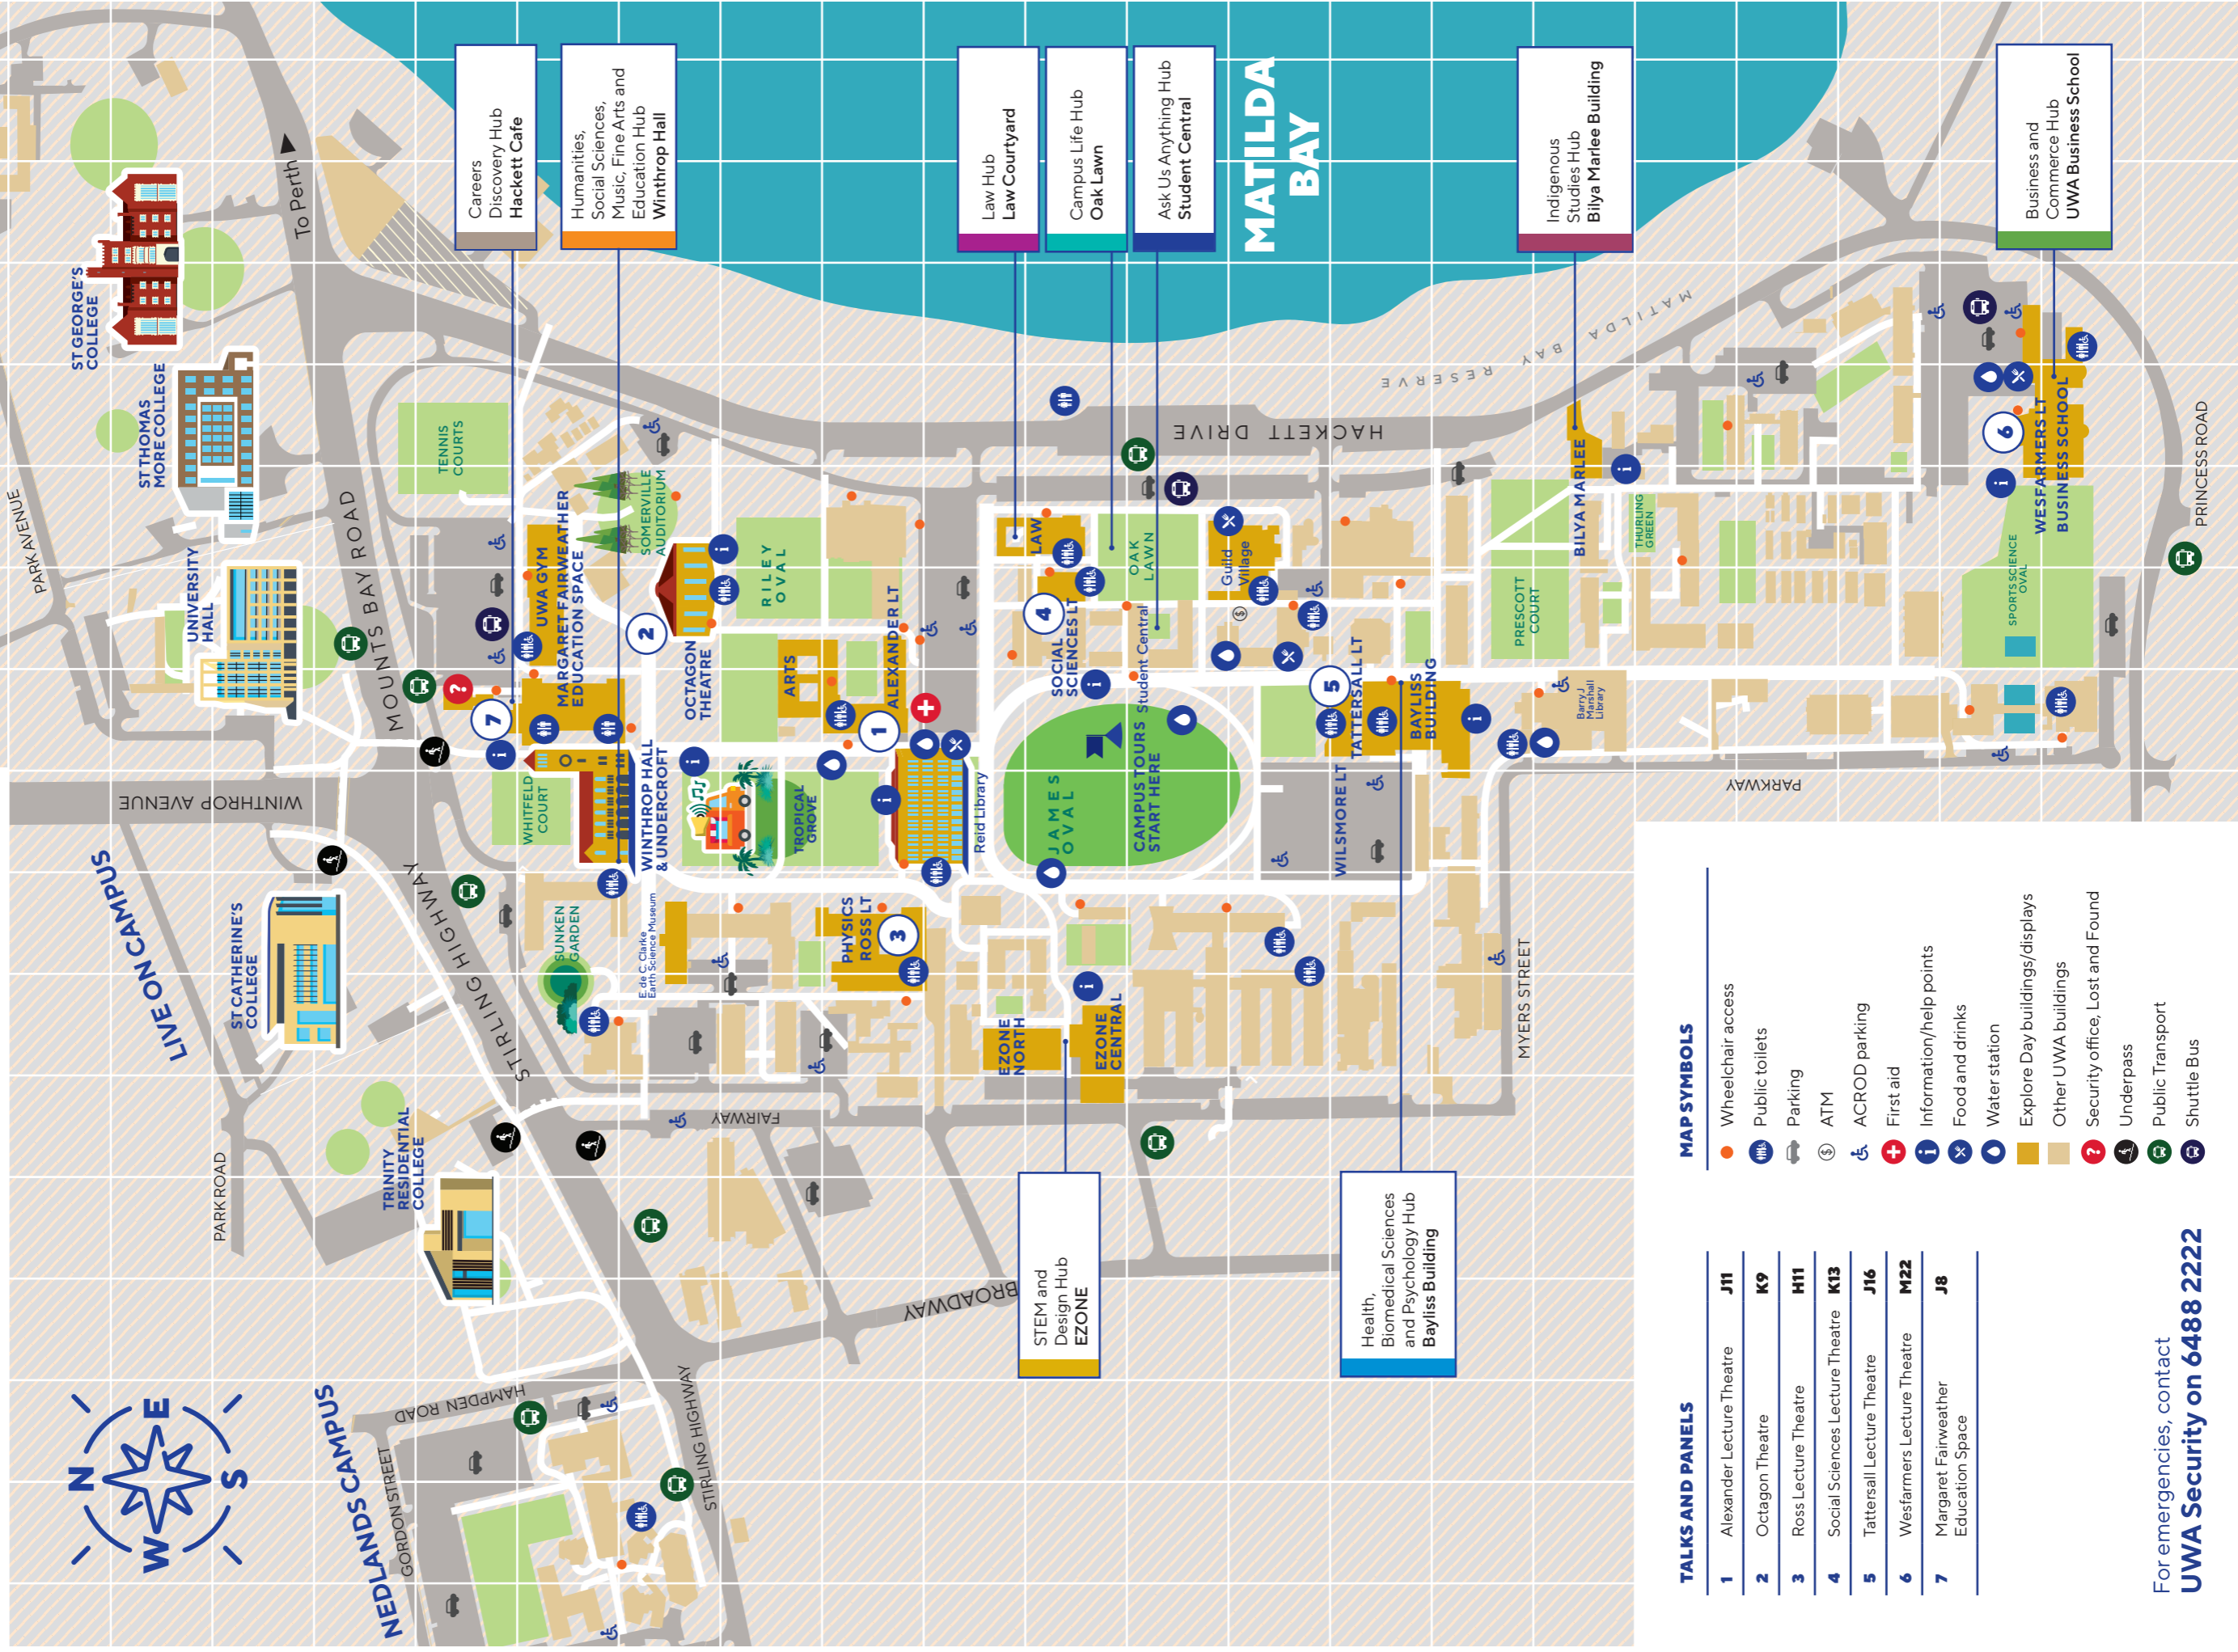 N
E
S
W
NEDLANDS CAMPUS
GORDON STREET
HAMPDEN ROAD
STIRLING HIGHWAY
BROADWAY
PARK ROAD
TRINITY
RESIDENTIAL
COLLEGE
LIVE ON CAMPUS
ST CATHERINE'S
COLLEGE
STIRLING HIGHWAY
WINTHROP AVENUE
PARK AVENUE
UNIVERSITY
HALL
ST THOMAS
MORE COLLEGE
ST GEORGE'S
COLLEGE
MOUNTS BAY ROAD
To Perth
Careers
Discovery Hub
Hackett Cafe
Humanities,
Social Sciences,
Music, Fine Arts and
Education Hub
Winthrop Hall
Law Hub
Law Courtyard
Campus Life Hub
Oak Lawn
Ask Us Anything Hub
Student Central
MATILDA
BAY
Indigenous
Studies Hub
Bilya Marlee Building
Business and
Commerce Hub
UWA Business School
STEM and
Design Hub
EZONE
Health,
Biomedical Sciences
and Psychology Hub
Bayliss Building
TENNIS
COURTS
UWA GYM
MARGARET FAIRWEATHER
EDUCATION SPACE
7
SOMERVILLE
AUDITORIUM
2
OCTAGON
THEATRE
RILEY
OVAL
WHITFELD
COURT
WINTHROP HALL
& UNDERCROFT
SUNKEN
GARDEN
E. de C. Clarke
Earth Science Museum
TROPICAL
GROVE
ARTS
ALEXANDER LT
1
Reid Library
PHYSICS
ROSS LT
3
FAIRWAY
EZONE
NORTH
EZONE
CENTRAL
LAW
OAK
LAWN
4
SOCIAL
SCIENCES LT
Student Central
Guild
Village
$
JAMES
OVAL
CAMPUS TOURS
START HERE
HACKETT DRIVE
MATILDA BAY RESERVE
5
TATTERSALL LT
WILSMORE LT
BAYLISS
BUILDING
MYERS STREET
PRESCOTT
COURT
BILYA MARLEE
THURLING
GREEN
Barry J
Marshall
Library
PARKWAY
6
WESFARMERS LT
BUSINESS SCHOOL
SPORTS SCIENCE
OVAL
PRINCESS ROAD
TALKS AND PANELS
1 Alexander Lecture Theatre J11
2 Octagon Theatre K9
3 Ross Lecture Theatre H11
4 Social Sciences Lecture Theatre K13
5 Tattersall Lecture Theatre J16
6 Wesfarmers Lecture Theatre M22
7 Margaret Fairweather J8
Education Space
MAP SYMBOLS
Wheelchair access
Public toilets
Parking
$ ATM
ACROD parking
First aid
i Information/help points
Food and drinks
Water station
Explore Day buildings/displays
Other UWA buildings
? Security office, Lost and Found
Underpass
Public Transport
Shuttle Bus
For emergencies, contact
UWA Security on 6488 2222